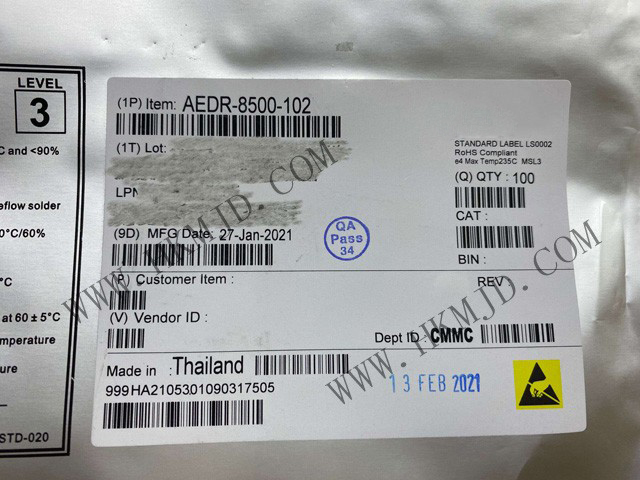 LEVEL
3
°C and <90%
eflow solder
0°C/60%
°C
at 60 ± 5°C
mperature
ure
STD-020
(1P) Item: AEDR-8500-102
(1T) Lot:
LPN
(9D) MFG Date: 27-Jan-2021
QA
Pass
34
STANDARD LABEL LS0002
RoHS Compliant
e4 Max Temp235C MSL3
(Q) QTY : 100
CAT :
BIN :
(P) Customer Item :
REV
(V) Vendor ID :
Dept ID : CMMC
Made in : Thailand
999HA2105301090317505
13 FEB 2021
WWW.HKMJD.COM
WWW.HKMJD.COM